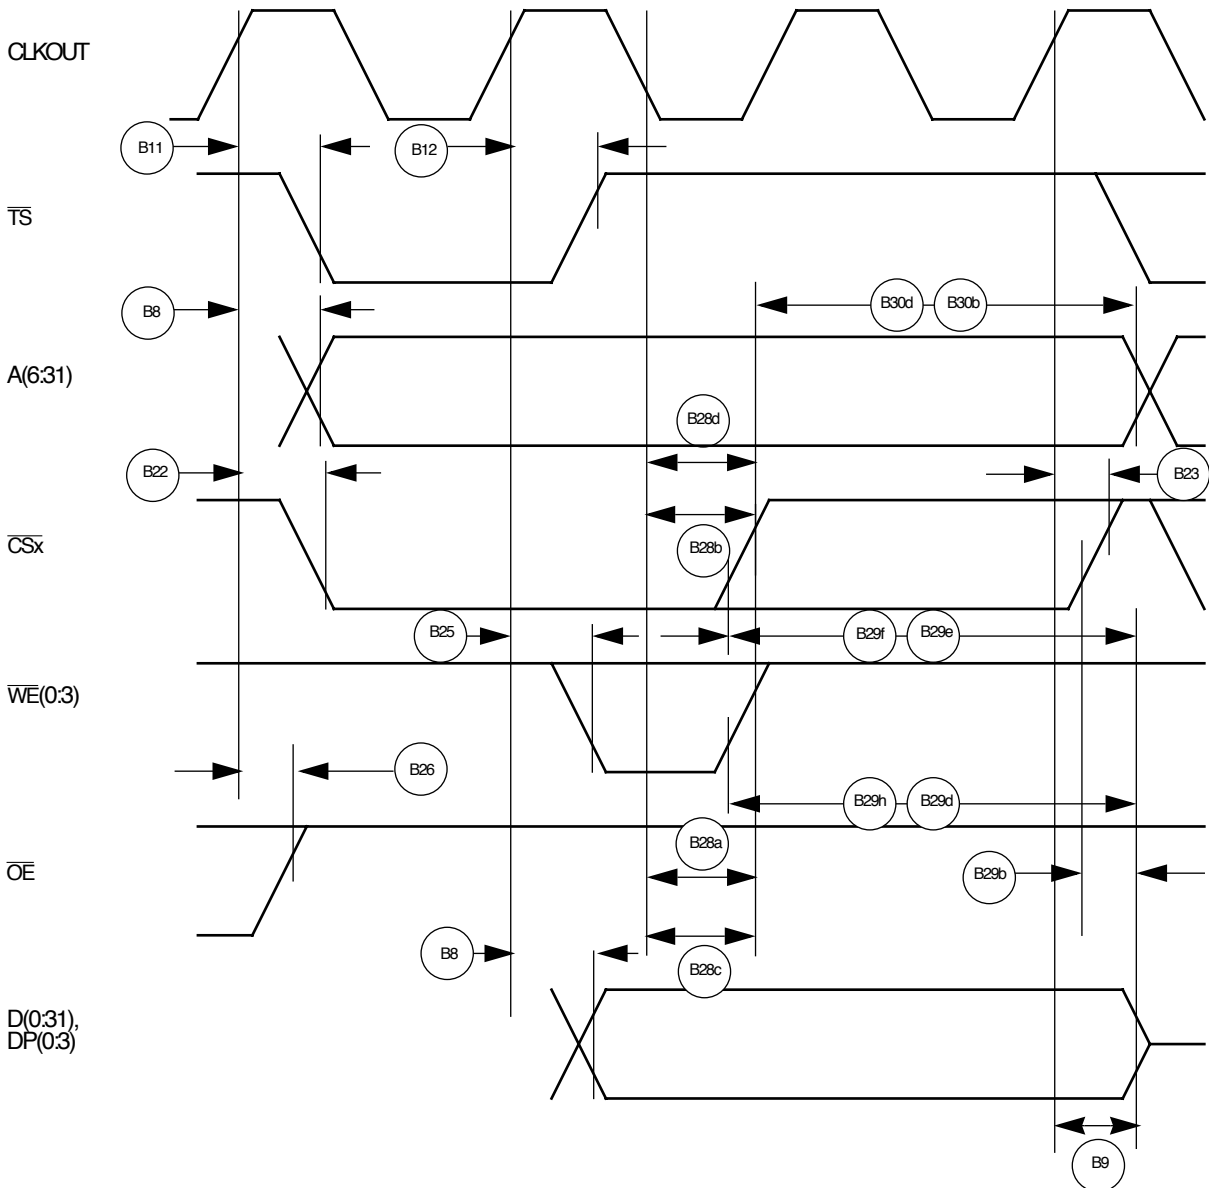 CLKOUT
B11
B12
TS
B8
B30d
B30b
A(6:31)
B28d
B22
B23
CSx
B28b
B25
B29f
B29e
WE(0:3)
B26
B29h
B29d
B28a
OE
B29b
B8
B28c
D(0:31),
DP(0:3)
B9